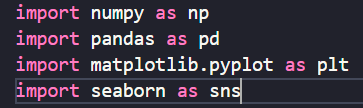 import numpy as np
import pandas as pd
import matplotlib.pyplot as plt
import seaborn as sns